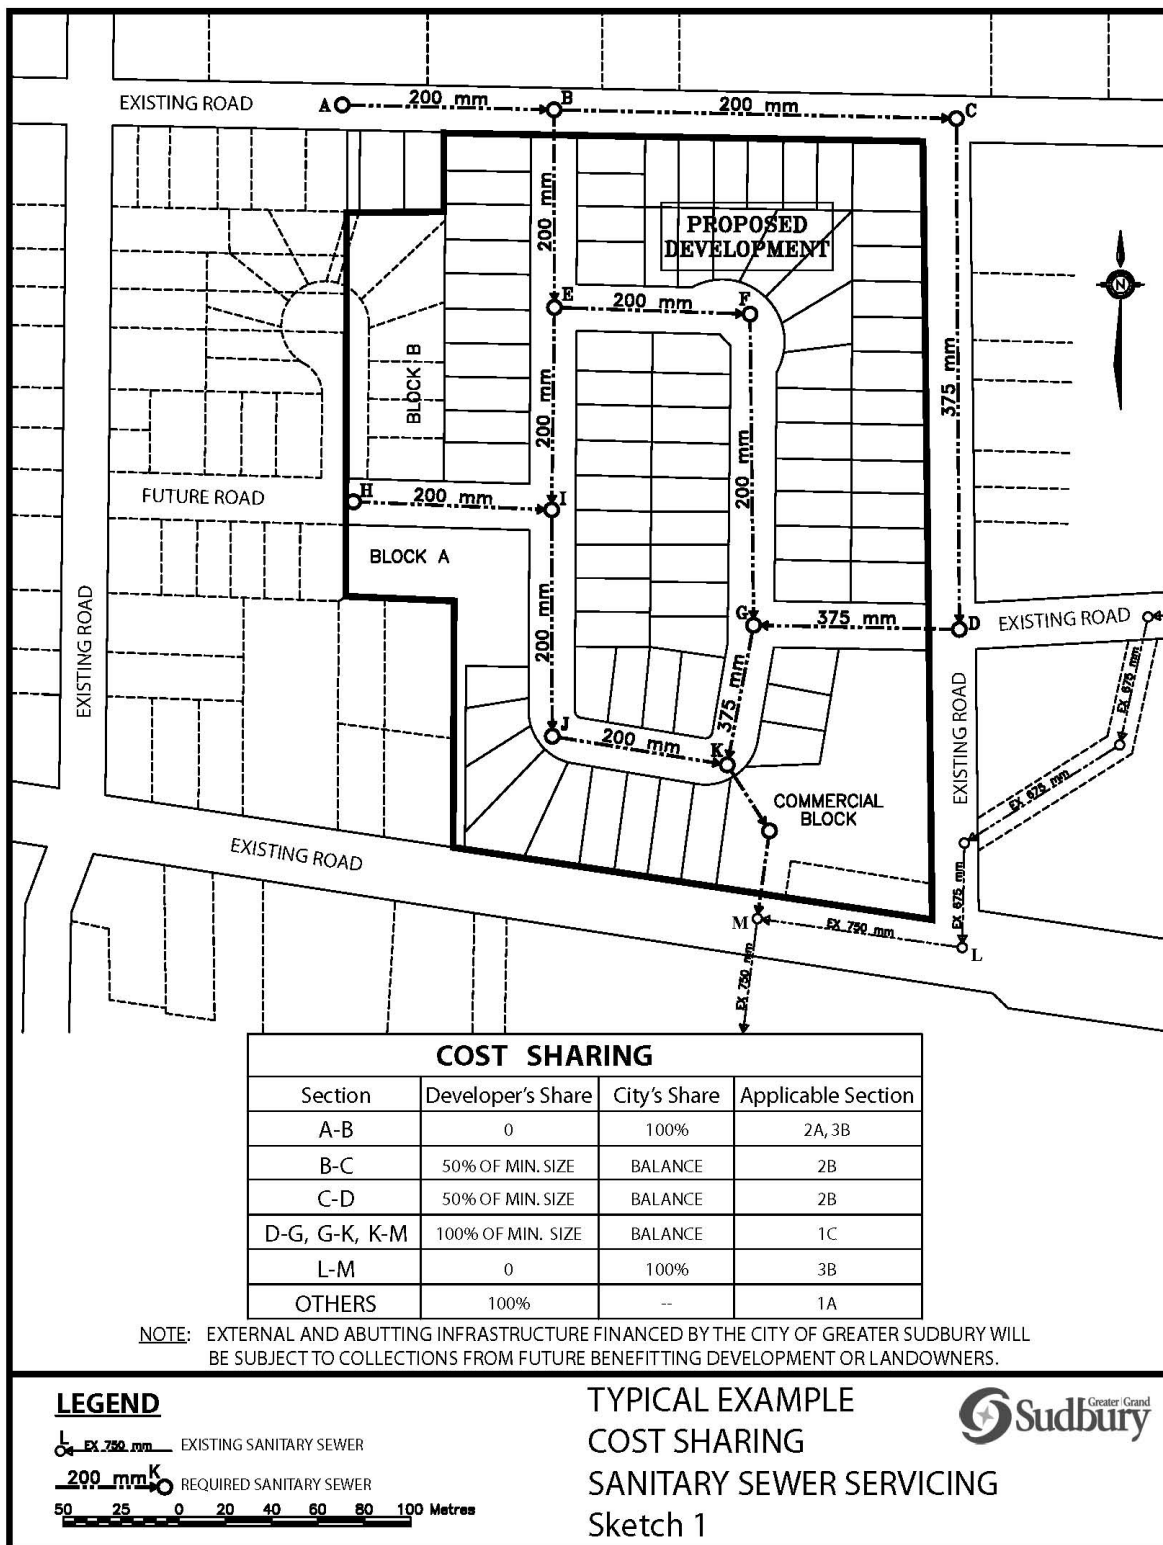 EXISTING ROAD
A
200 mm
B
200 mm
C
200 mm
PROPOSED
DEVELOPMENT
N
E
200 mm
F
BLOCK B
200 mm
375 mm
FUTURE ROAD
H
200 mm
I
200 mm
BLOCK A
EXISTING ROAD
200 mm
G
375 mm
D
EXISTING ROAD
EX 675 mm
375 mm
J
200 mm
K
EXISTING ROAD
EX 675 mm
COMMERCIAL
BLOCK
EXISTING ROAD
EX 675 mm
M
EX 750 mm
L
EX 750 mm
COST SHARING
Section Developer's Share City's Share Applicable Section
A-B 0 100% 2A, 3B
B-C 50% OF MIN. SIZE BALANCE 2B
C-D 50% OF MIN. SIZE BALANCE 2B
D-G, G-K, K-M 100% OF MIN. SIZE BALANCE 1C
L-M 0 100% 3B
OTHERS 100% -- 1A
NOTE: EXTERNAL AND ABUTTING INFRASTRUCTURE FINANCED BY THE CITY OF GREATER SUDBURY WILL
BE SUBJECT TO COLLECTIONS FROM FUTURE BENEFITTING DEVELOPMENT OR LANDOWNERS.
LEGEND
L
EX 750 mm EXISTING SANITARY SEWER
200 mm K
REQUIRED SANITARY SEWER
50 25 0 20 40 60 80 100 Metres
TYPICAL EXAMPLE
COST SHARING
SANITARY SEWER SERVICING
Sketch 1
Greater | Grand
Sudbury